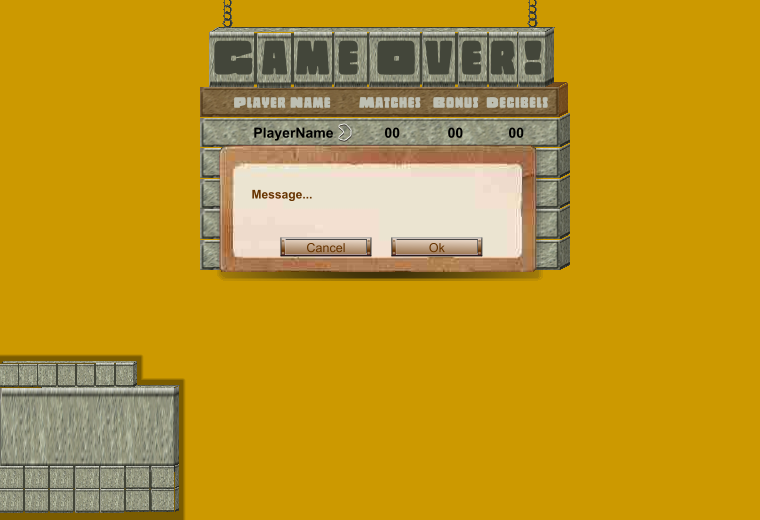 GAME OVER!
PLAYER NAME MATCHES BONUS DECIBELS
PlayerName 00 00 00
Message...
Cancel Ok